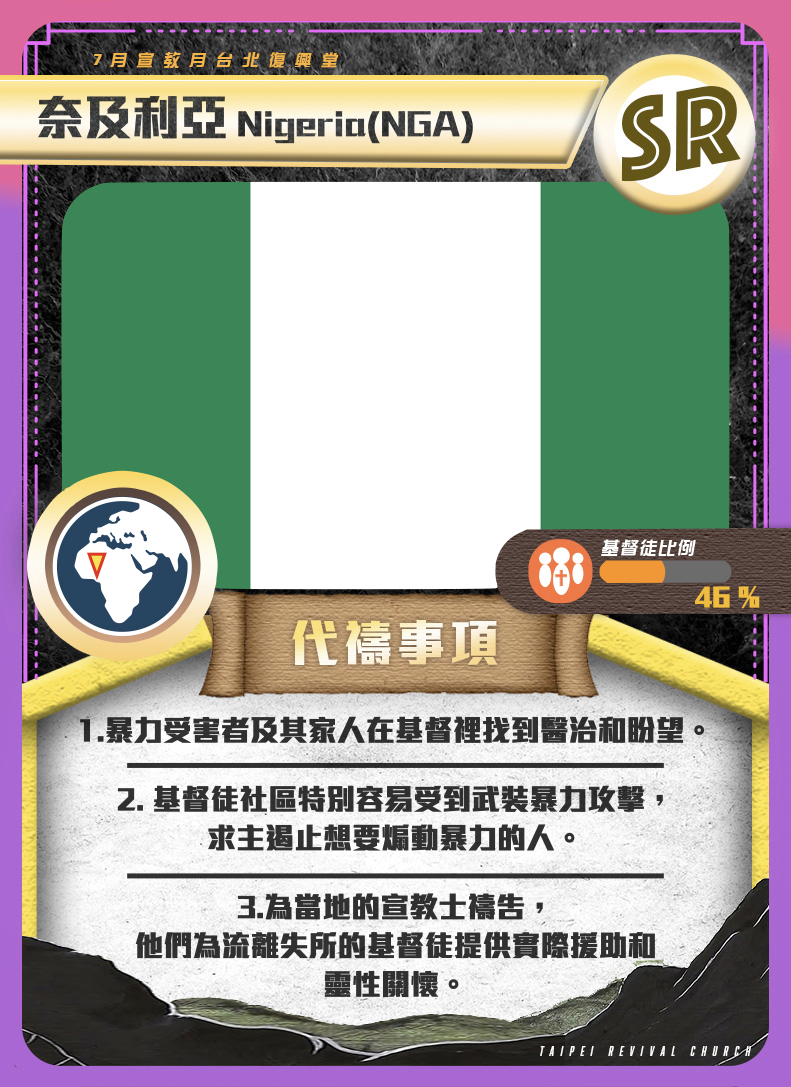 7月宣教月台北復興堂
奈及利亞 Nigeria(NGA)
SR
基督徒比例
46 %
代禱事項
1.暴力受害者及其家人在基督裡找到醫治和盼望。
2. 基督徒社區特別容易受到武裝暴力攻擊，
求主遏止想要煽動暴力的人。
3.為當地的宣教士禱告，
他們為流離失所的基督徒提供實際援助和
靈性關懷。
TAIPEI REVIVAL CHURCH